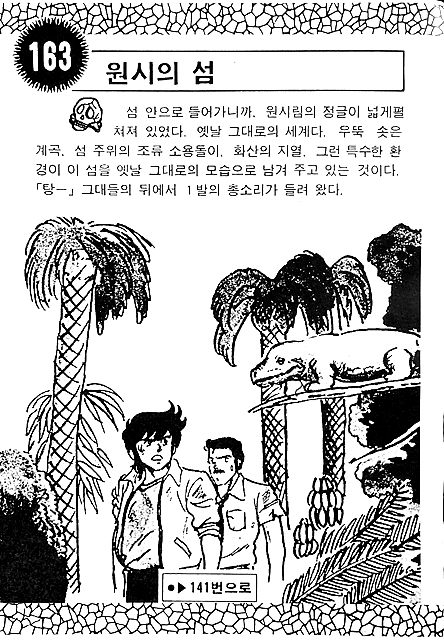 163
원시의 섬
섬 안으로 들어가니까, 원시림의 정글이 넓게펼
쳐져 있었다. 옛날 그대로의 세계다. 우뚝 솟은
계곡, 섬 주위의 조류 소용돌이, 화산의 지열, 그런 특수한 환
경이 이 섬을 옛날 그대로의 모습으로 남겨 주고 있는 것이다.
「탕ー」 그대들의 뒤에서 1발의 총소리가 들려 왔다.
●▶141번으로